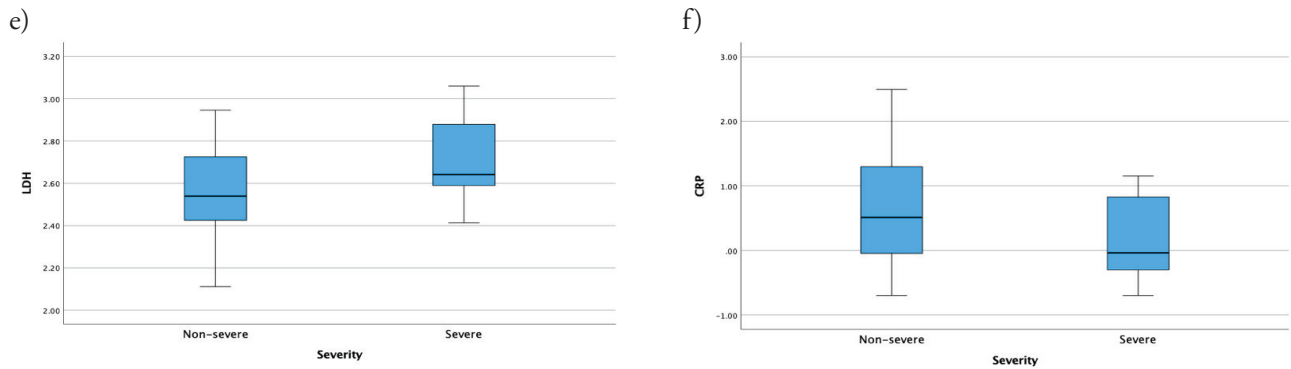 e)
3.20
3.00
2.80
2.60
2.40
2.20
2.00
LDH
Non-severe Severe
Severity
f)
3.00
2.00
1.00
.00
-1.00
CRP
Non-severe Severe
Severity